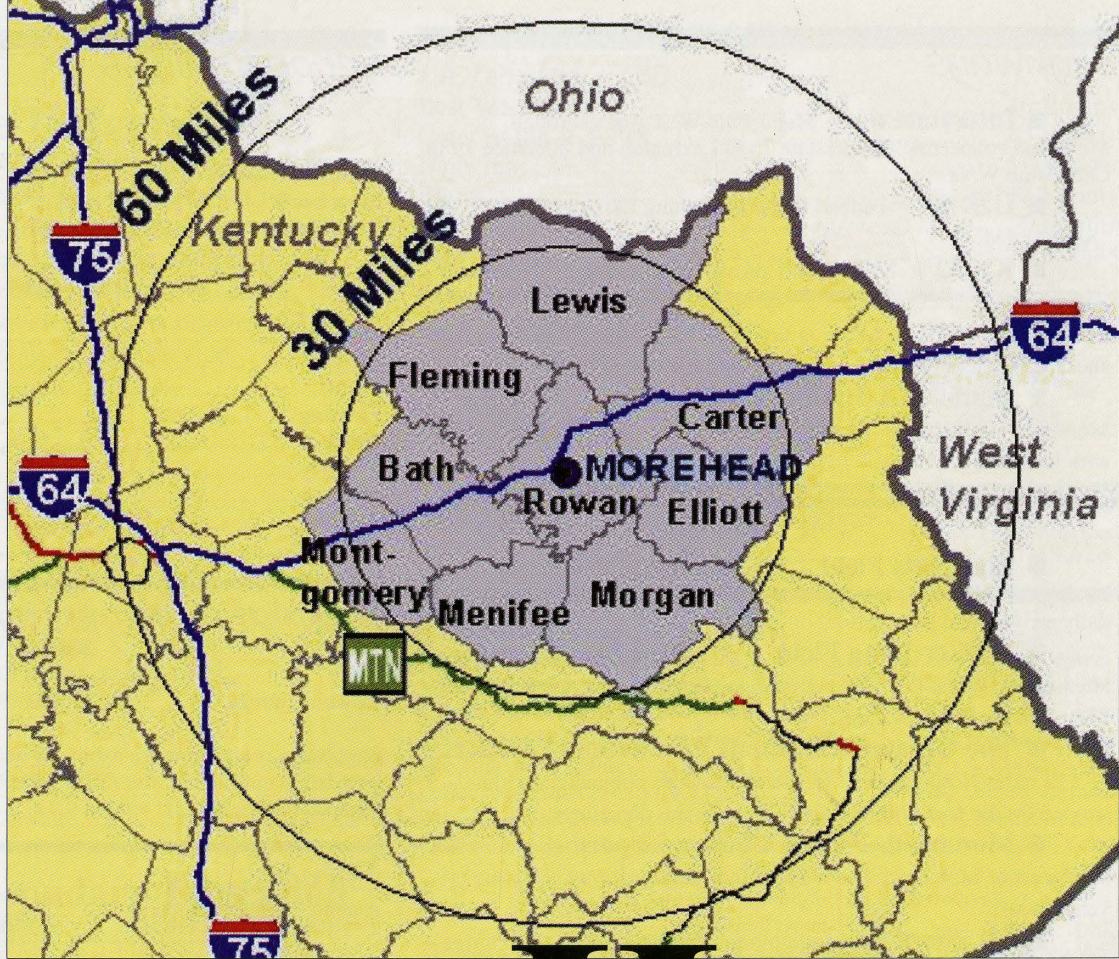 Ohio
60 Miles
Kentucky
75
30 Miles
Lewis
64
Fleming
Carter
Bath
MOREHEAD
West
Virginia
64
Rowan
Elliott
Mont-
gomery
Menifee
Morgan
MTN
75